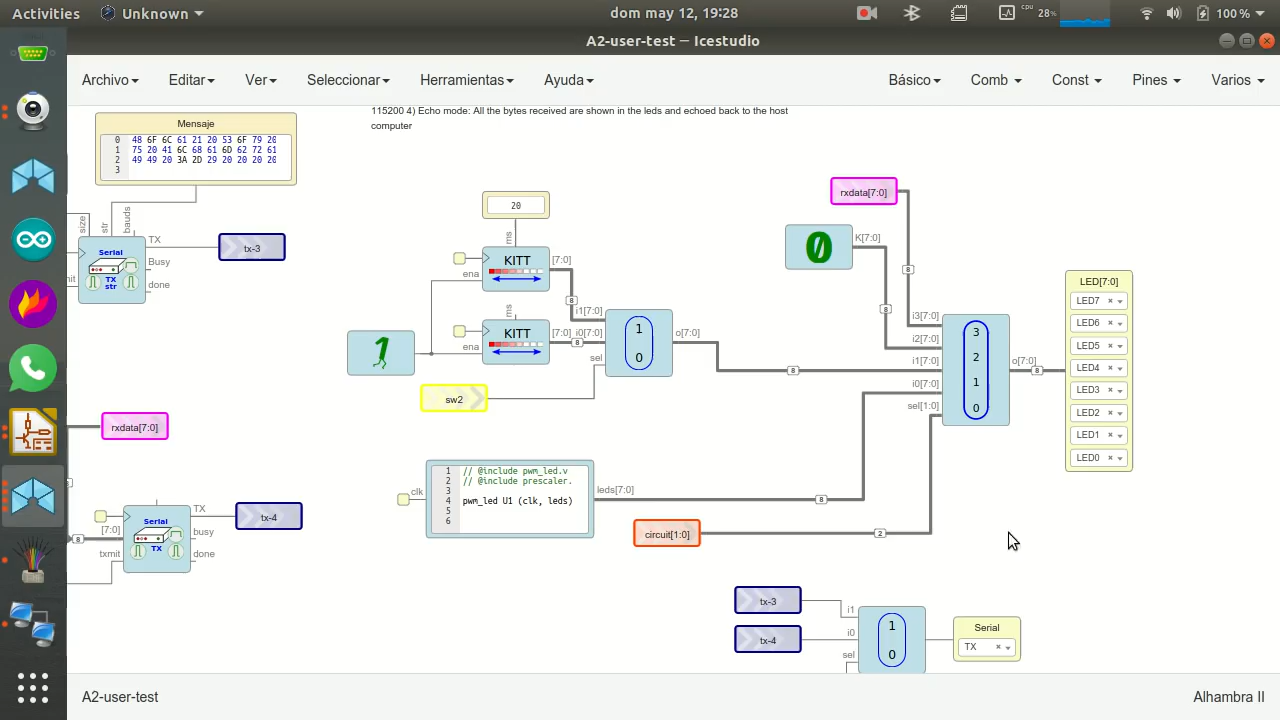 Activities
Unknown
dom may 12, 19:28
cpu
28%
100 %
A2-user-test — Icestudio
Archivo
Editar
Ver
Seleccionar
Herramientas
Ayuda
Básico
Comb
Const
Pines
Varios
115200 4) Echo mode: All the bytes received are shown in the leds and echoed back to the host
computer
Mensaje
0 48 6F 6C 61 21 20 53 6F 79 20
1 75 20 41 6C 68 61 6D 62 72 61
2 49 49 20 3A 2D 29 20 20 20 20
3
size
str
bauds
Serial
TX
str
TX
Busy
done
tx-3
20
ms
KITT
[7:0]
ena
8
ms
KITT
[7:0]
ena
i1[7:0]
i0[7:0]
8
sel
1
0
o[7:0]
1
sw2
rxdata[7:0]
0
K[7:0]
8
8
i3[7:0]
i2[7:0]
i1[7:0]
i0[7:0]
sel[1:0]
3
2
1
0
o[7:0]
8
8
LED[7:0]
LED7
LED6
LED5
LED4
LED3
LED2
LED1
LED0
rxdata[7:0]
clk
1 // @include pwm_led.v
2 // @include prescaler.
3
4 pwm_led U1 (clk, leds)
5
6
leds[7:0]
8
circuit[1:0]
2
[7:0]
8
txmit
Serial
TX
TX
busy
done
tx-4
tx-3
tx-4
i1
i0
sel
1
0
Serial
TX
A2-user-test
Alhambra II